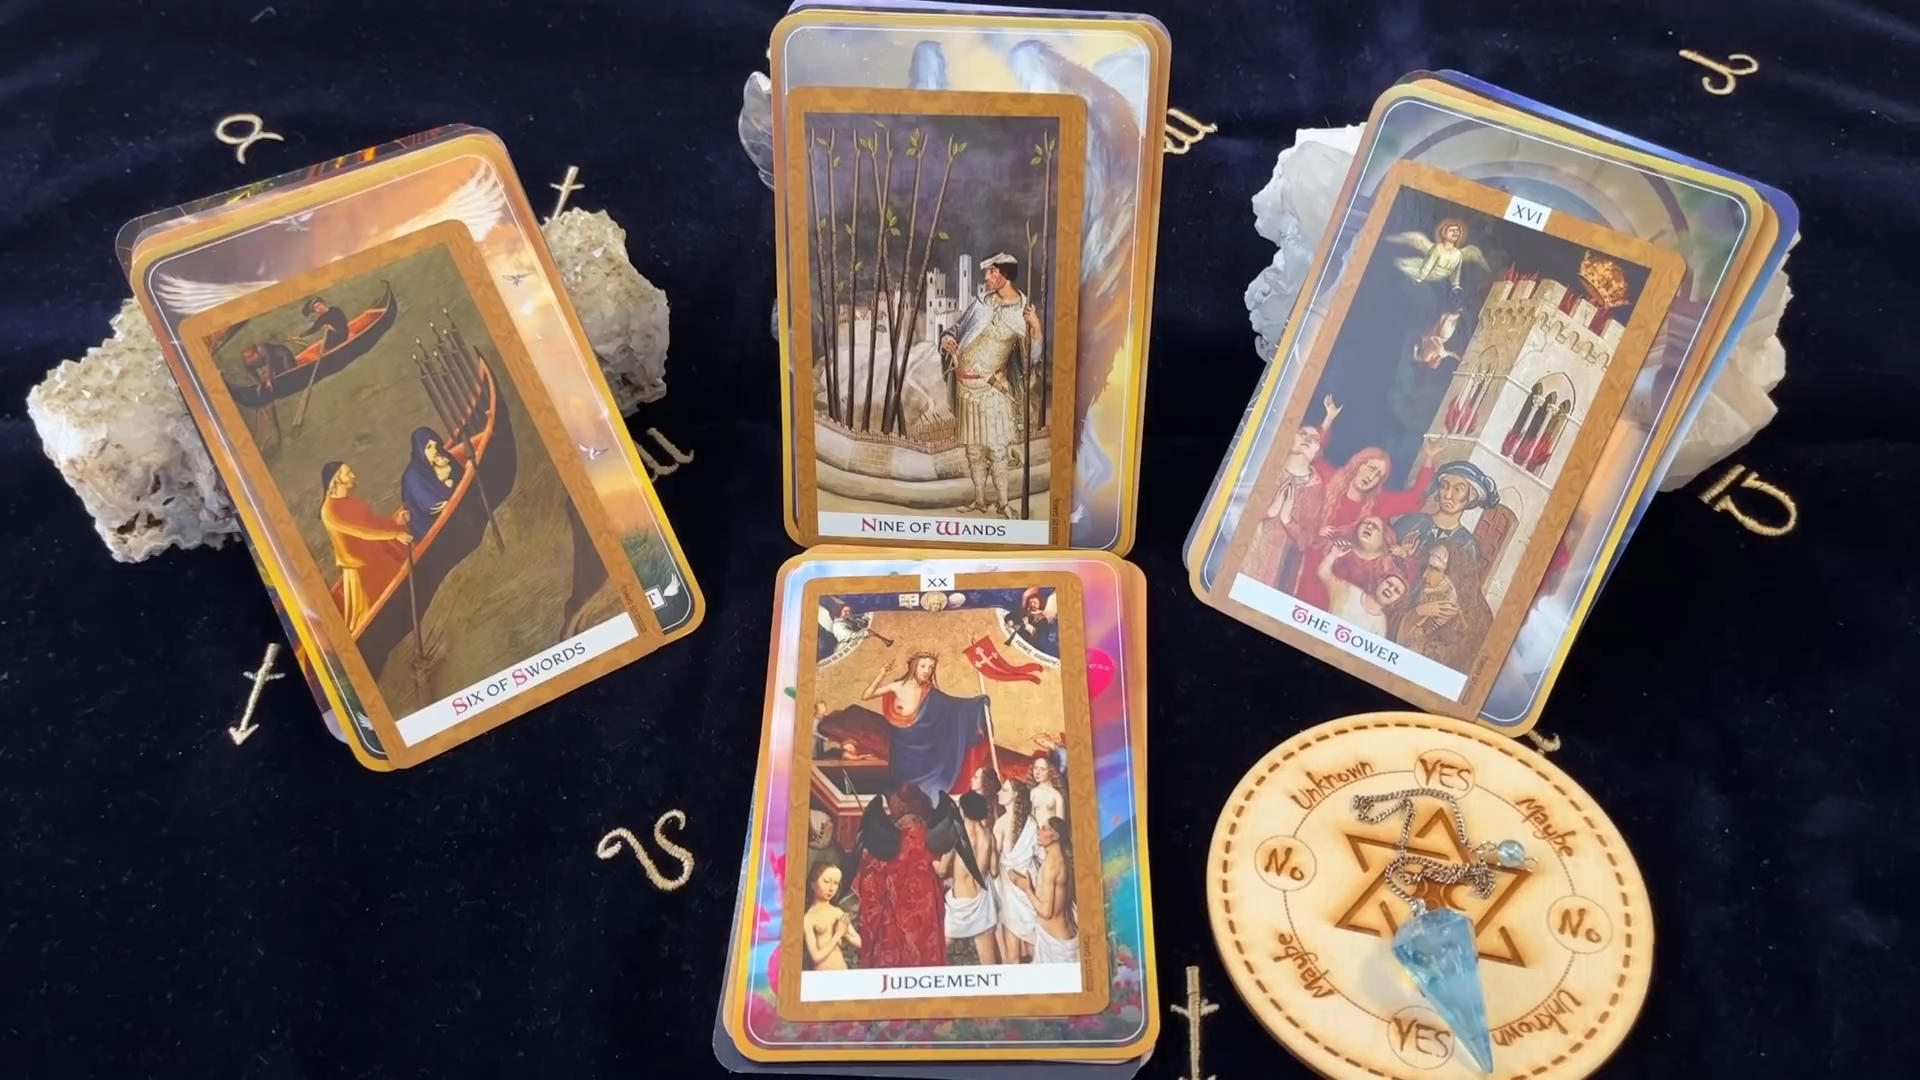 NINE OF WANDS
XVI
THE TOWER
SIX OF SWORDS
XX
JUDGEMENT
YES
Maybe
No
Unknown
YES
Maybe
No
Unknown